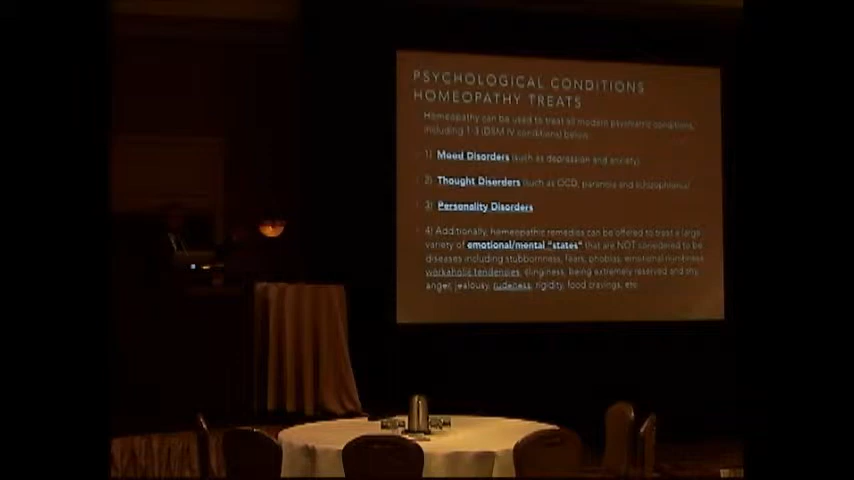 PSYCHOLOGICAL CONDITIONS
HOMEOPATHY TREATS
Homeopathy can be used to treat all modern psychiatric conditions,
including 1-3 (DSM IV conditions) below:
1) Mood Disorders (such as depression and anxiety)
2) Thought Disorders (such as OCD, paranoia and schizophrenia)
3) Personality Disorders
4) Additionally, homeopathic remedies can be offered to treat a large
variety of emotional/mental "states" that are NOT considered to be
diseases including stubbornness, fears, phobias, emotional numbness,
workaholic tendencies, clinginess, being extremely reserved and shy,
anger, jealousy, rudeness, rigidity, food cravings, etc.